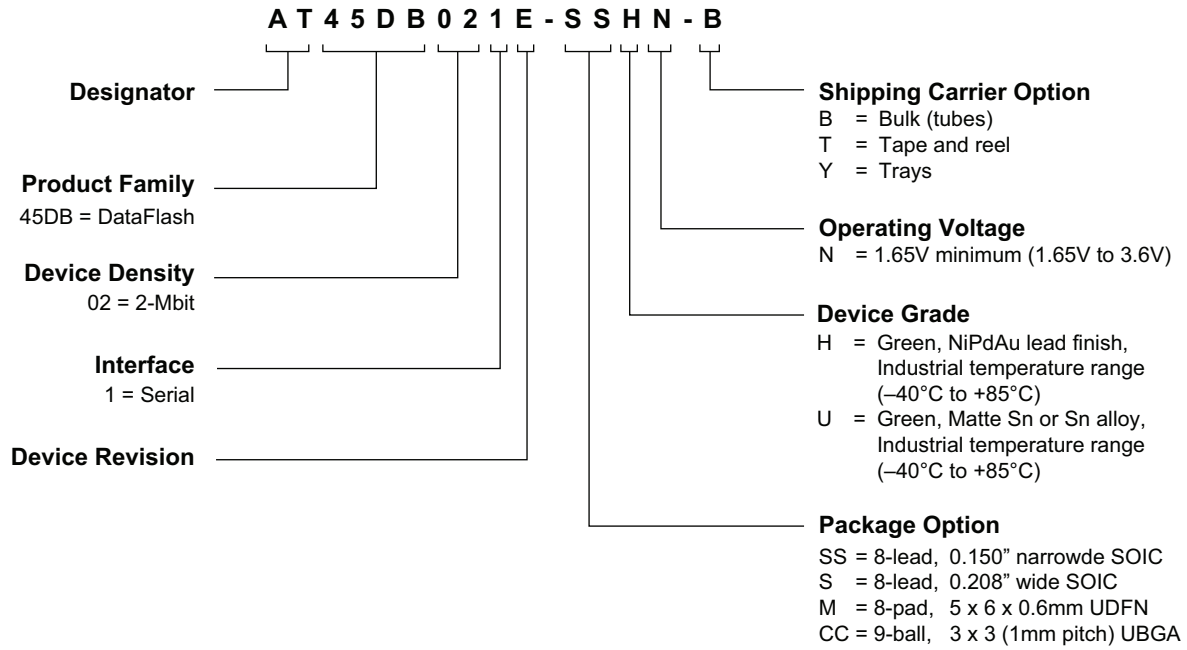 A T 4 5 D B 0 2 1 E - S S H N - B
Designator
Product Family
45DB = DataFlash
Device Density
02 = 2-Mbit
Interface
1 = Serial
Device Revision
Shipping Carrier Option
B = Bulk (tubes)
T = Tape and reel
Y = Trays
Operating Voltage
N = 1.65V minimum (1.65V to 3.6V)
Device Grade
H = Green, NiPdAu lead finish,
Industrial temperature range
(–40°C to +85°C)
U = Green, Matte Sn or Sn alloy,
Industrial temperature range
(–40°C to +85°C)
Package Option
SS = 8-lead, 0.150” narrowde SOIC
S = 8-lead, 0.208” wide SOIC
M = 8-pad, 5 x 6 x 0.6mm UDFN
CC = 9-ball, 3 x 3 (1mm pitch) UBGA